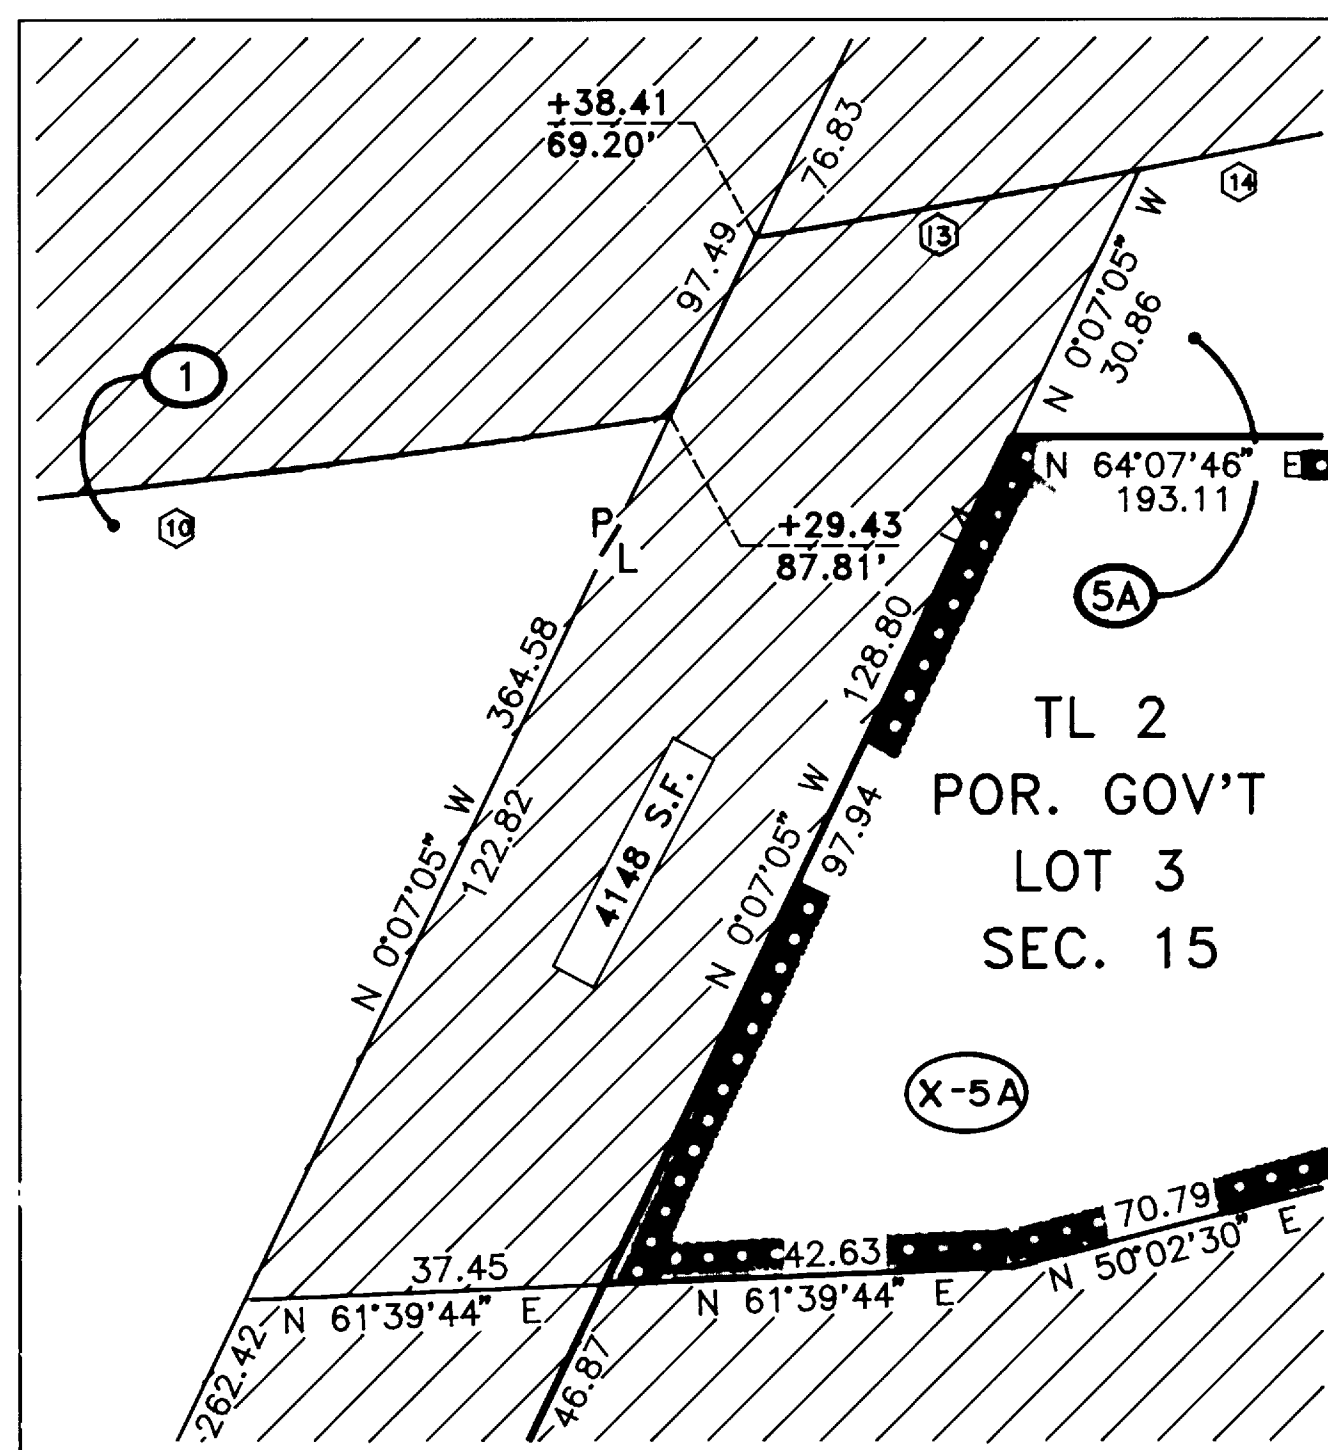 +38.41
69.20'
76.83
14
13
97.49
N 0°07'05" W
30.86
1
10
N 64°07'46" E
193.11
P
L
+29.43
87.81'
LA
5A
364.58
128.80
TL 2
POR. GOV'T
LOT 3
SEC. 15
4148 S.F.
N 0°07'05" W
122.82
N 0°07'05" W
97.94
X-5A
70.79
N 50°02'30" E
42.63
N 61°39'44" E
37.45
N 61°39'44" E
262.42
46.87